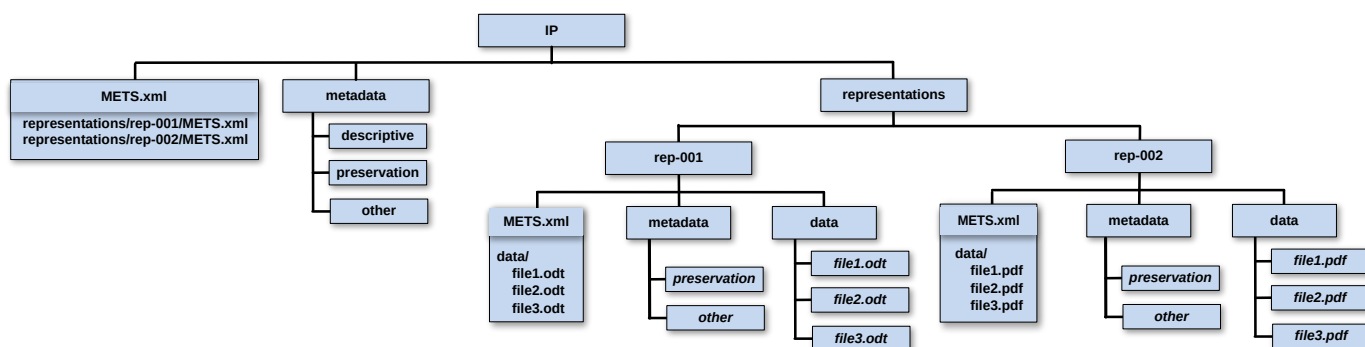 IP
METS.xml
representations/rep-001/METS.xml
representations/rep-002/METS.xml
metadata
descriptive
preservation
other
representations
rep-001
METS.xml
data/
file1.odt
file2.odt
file3.odt
metadata
preservation
other
data
file1.odt
file2.odt
file3.odt
rep-002
METS.xml
data/
file1.pdf
file2.pdf
file3.pdf
metadata
preservation
other
data
file1.pdf
file2.pdf
file3.pdf